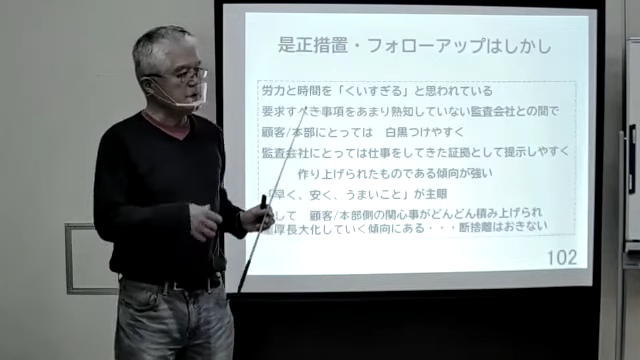 是正措置・フォローアップはしかし
労力と時間を「くいすぎる」と思われている
要求すべき事項をあまり熟知していない監査会社との間で
顧客/本部にとっては 白黒つけやすく
監査会社にとっては仕事をしてきた証拠として提示しやすく
作り上げられたものである傾向が強い
「早く、安く、うまいこと」が主眼
して 顧客/本部側の関心事がどんどん積み上げられ
厚長大化していく傾向にある・・・断捨離はおきない
102